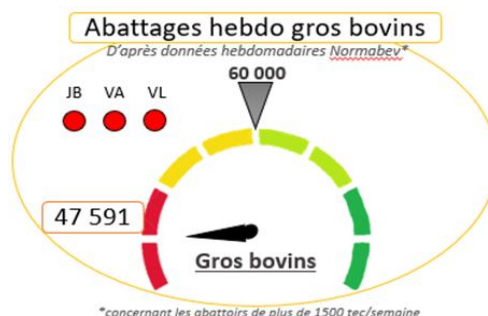 Abattages hebdo gros bovins
D'après données hebdomadaires Normabev*
60 000
JB VA VL
47 591
Gros bovins
*concernant les abattoirs de plus de 1500 tec/semaine